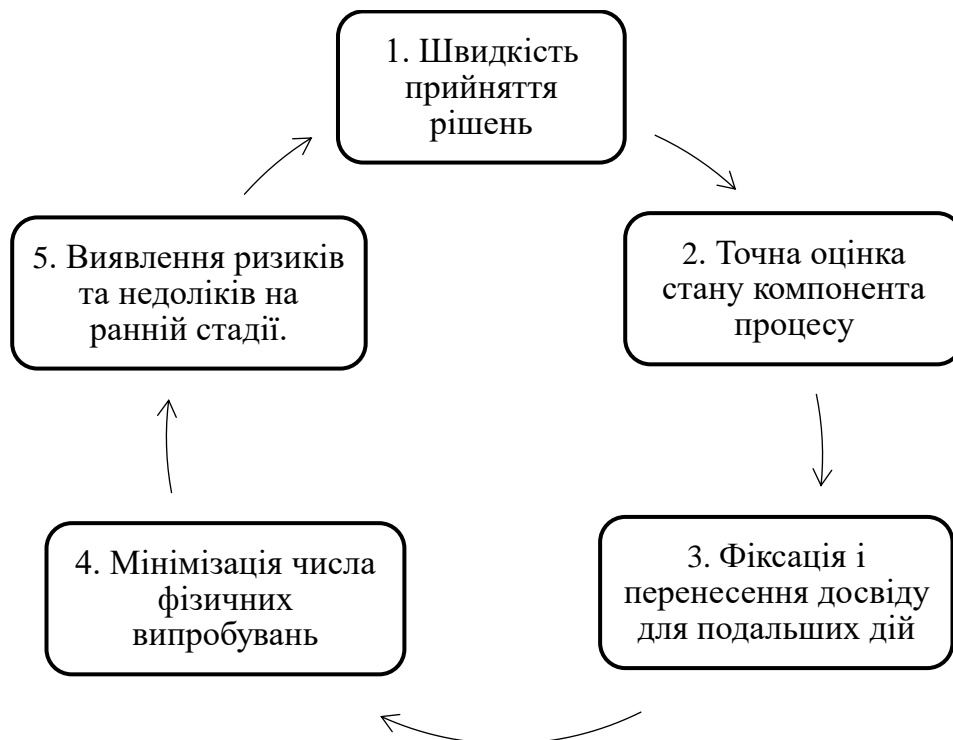 1. Швидкість
прийняття
рішень
2. Точна оцінка
стану компонента
процесу
3. Фіксація і
перенесення досвіду
для подальших дій
4. Мінімізація числа
фізичних
випробувань
5. Виявлення ризиків
та недоліків на
ранній стадії.